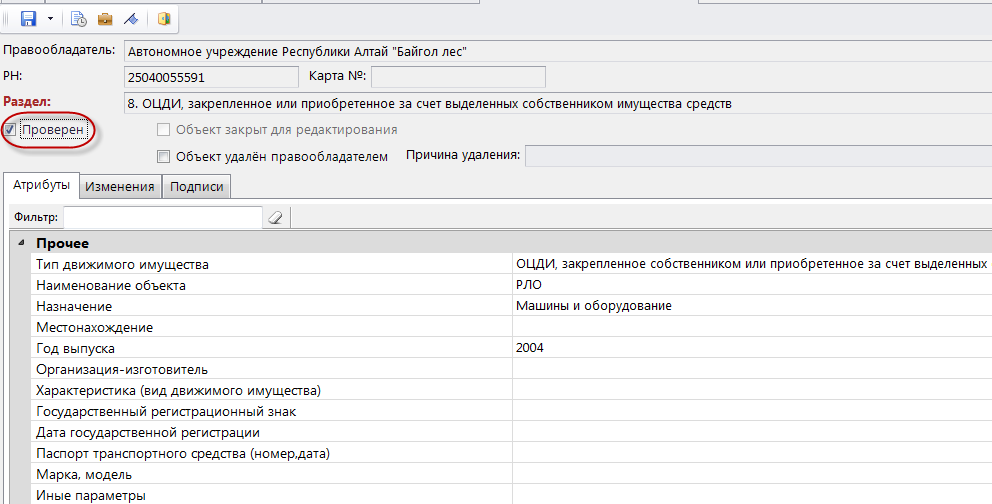 Правообладатель: Автономное учреждение Республики Алтай "Байгол лес"
РН: 25040055591 Карта №:
Раздел: 8. ОЦДИ, закрепленное или приобретенное за счет выделенных собственником имущества средств
Проверен Объект закрыт для редактирования
Объект удалён правообладателем Причина удаления:
Атрибуты Изменения Подписи
Фильтр:
Прочее
Тип движимого имущества ОЦДИ, закрепленное собственником или приобретенное за счет выделенных
Наименование объекта РЛО
Назначение Машины и оборудование
Местонахождение
Год выпуска 2004
Организация-изготовитель
Характеристика (вид движимого имущества)
Государственный регистрационный знак
Дата государственной регистрации
Паспорт транспортного средства (номер,дата)
Марка, модель
Иные параметры